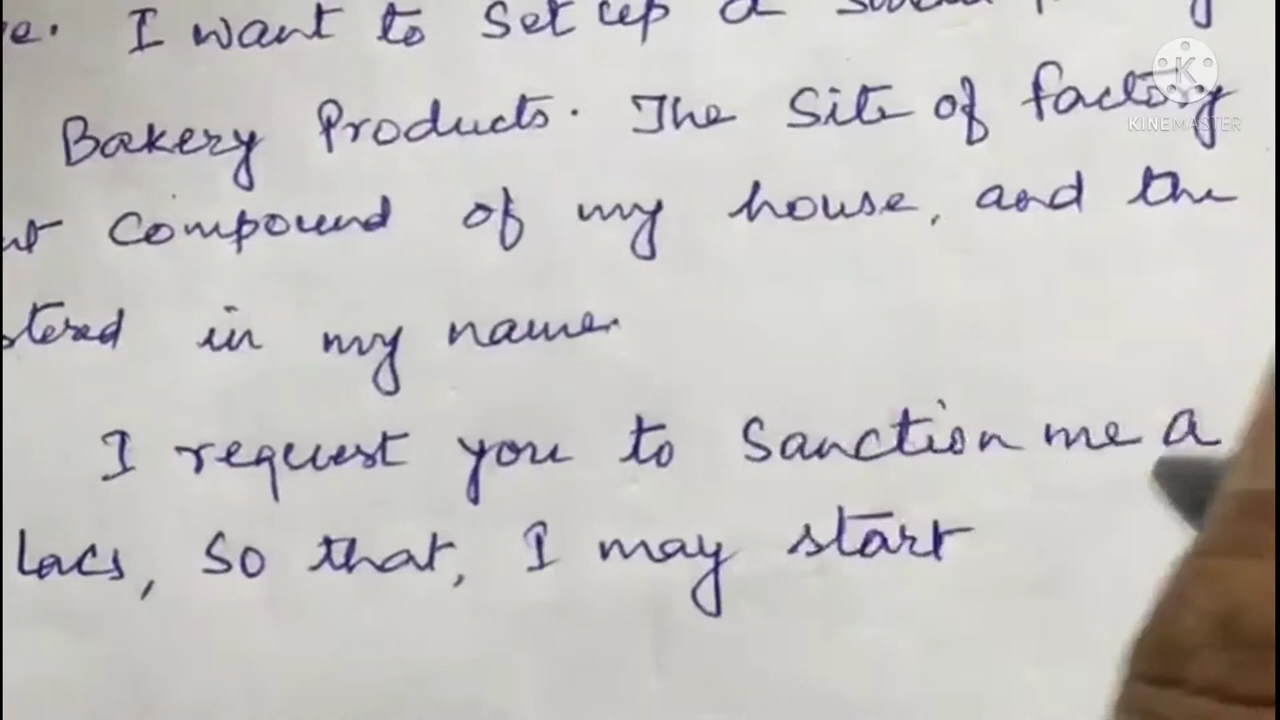 I want to set up a
Bakery Products. The Site of factory
Compound of my house, and the
in my name.
I request you to Sanction me a
lacs, So that, I may start
KINEMASTER